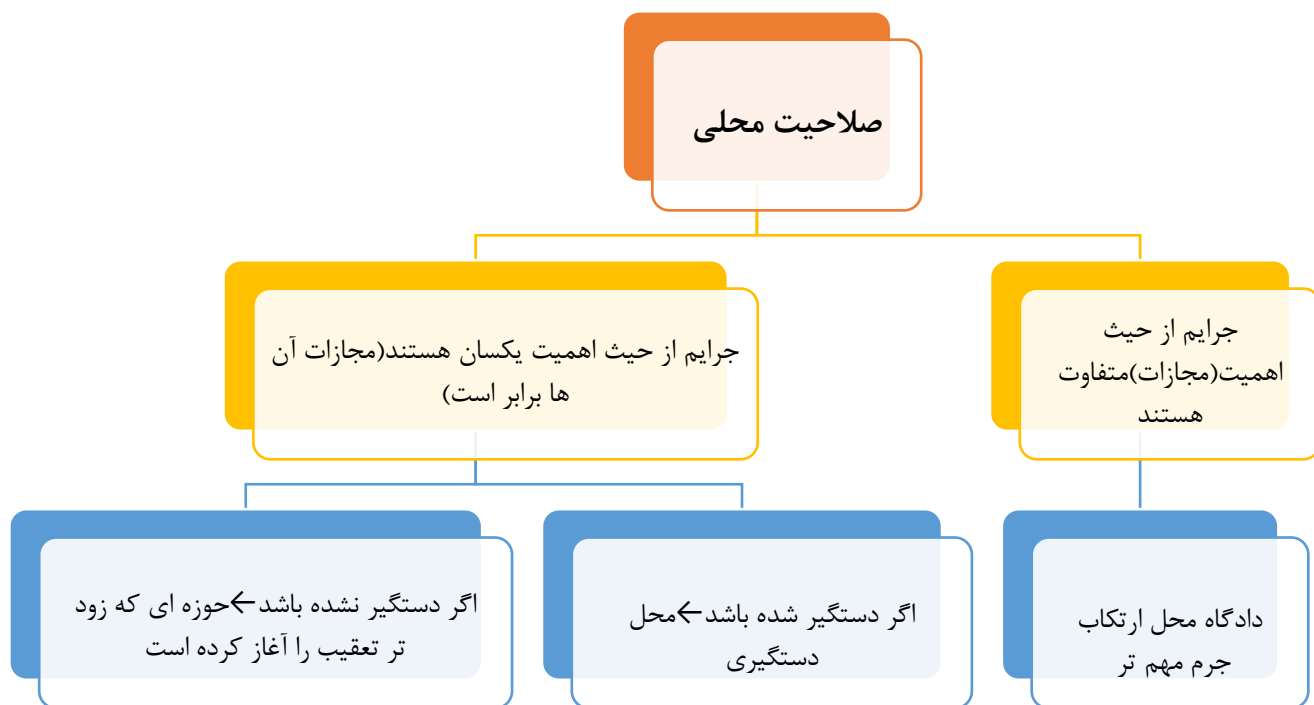 صلاحیت محلی
جرایم از حیث
اهمیت(مجازات)متفاوت
هستند
جرایم از حیث اهمیت یکسان هستند(مجازات آن
ها برابر است)
دادگاه محل ارتکاب
جرم مهم تر
اگر دستگیر شده باشد←محل
دستگیری
اگر دستگیر نشده باشد←حوزه ای که زود
تر تعقیب را آغاز کرده است